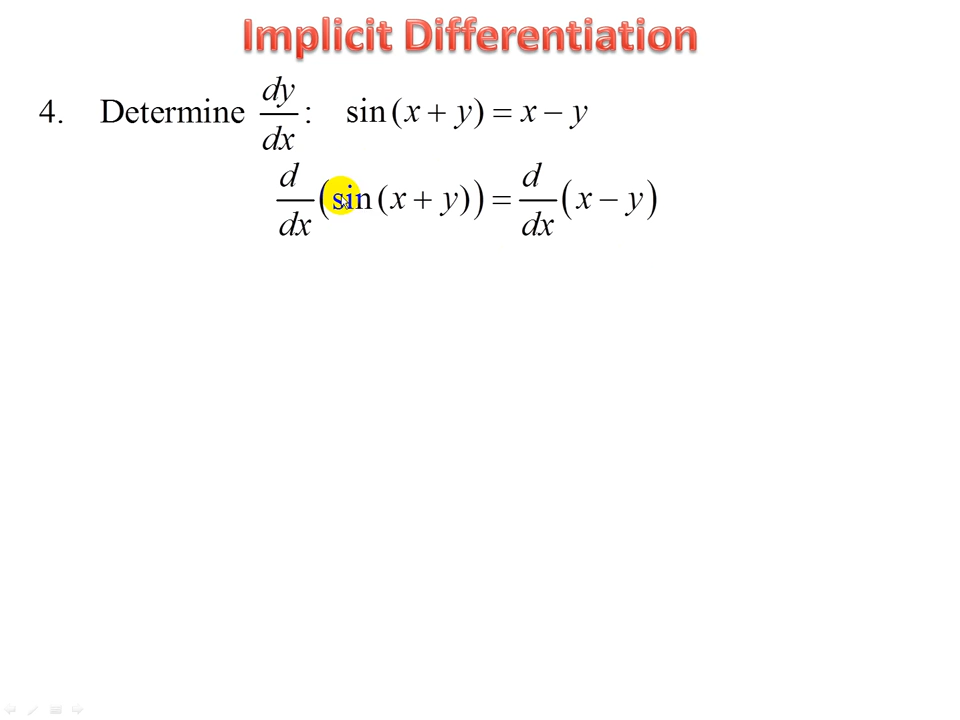 Implicit Differentiation
4. Determine dy/dx : sin(x + y) = x − y
d/dx (sin(x + y)) = d/dx (x − y)